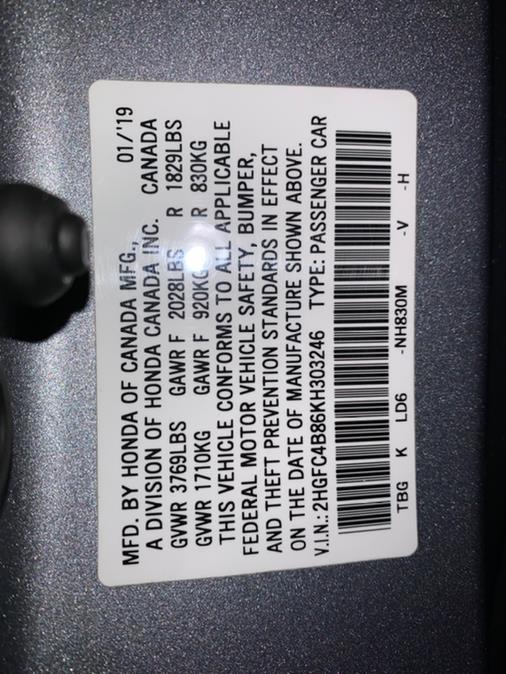 MFD. BY HONDA OF CANADA MFG., 01/'19
A DIVISION OF HONDA CANADA INC. CANADA
GVWR 3769LBS GAWR F 2028LBS R 1829LBS
GVWR 1710KG GAWR F 920KG R 830KG
THIS VEHICLE CONFORMS TO ALL APPLICABLE
FEDERAL MOTOR VEHICLE SAFETY, BUMPER,
AND THEFT PREVENTION STANDARDS IN EFFECT
ON THE DATE OF MANUFACTURE SHOWN ABOVE.
V.I.N.: 2HGFC4B86KH303246 TYPE: PASSENGER CAR
TBG K LD6 -NH830M -V -H